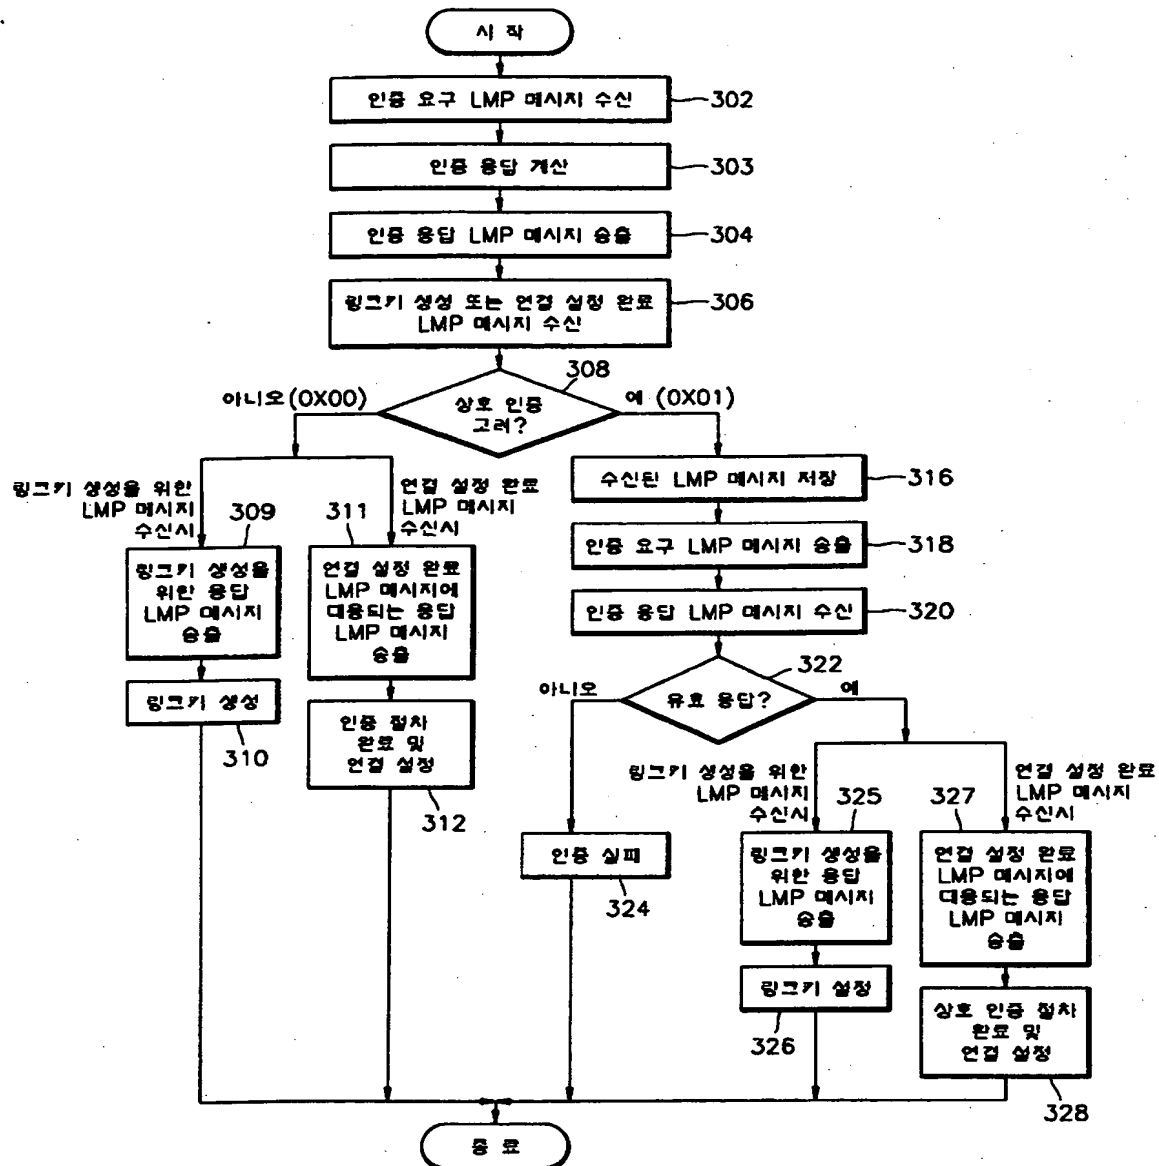 시 작
인증 요구 LMP 메시지 수신
302
인증 응답 계산
303
인증 응답 LMP 메시지 송출
304
링크키 생성 또는 연결 설정 완료
LMP 메시지 수신
306
308
아니오(0X00)
상호 인증
고려?
예 (0X01)
링크키 생성을 위한
LMP 메시지
수신시
309
311
연결 설정 완료
LMP 메시지
수신시
수신된 LMP 메시지 저장
316
링크키 생성을
위한 응답
LMP 메시지
송출
연결 설정 완료
LMP 메시지에
대응되는 응답
LMP 메시지
송출
인증 요구 LMP 메시지 송출
318
인증 응답 LMP 메시지 수신
320
링크키 생성
310
인증 절차
완료 및
연결 설정
312
322
아니오
유효 응답?
예
링크키 생성을 위한
LMP 메시지
수신시
325
327
연결 설정 완료
LMP 메시지
수신시
인증 실패
324
링크키 생성을
위한 응답
LMP 메시지
송출
연결 설정 완료
LMP 메시지에
대응되는 응답
LMP 메시지
송출
링크키 설정
326
상호 인증 절차
완료 및
연결 설정
328
종 료